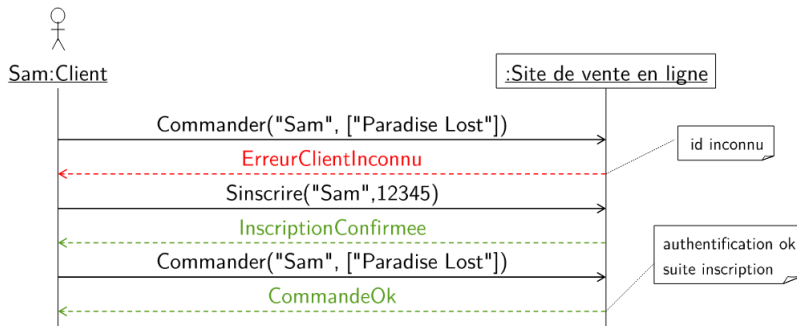 Sam:Client
:Site de vente en ligne
Commander("Sam", ["Paradise Lost"])
id inconnu
ErreurClientInconnu
Sinscrire("Sam",12345)
InscriptionConfirmee
authentification ok
suite inscription
Commander("Sam", ["Paradise Lost"])
CommandeOk